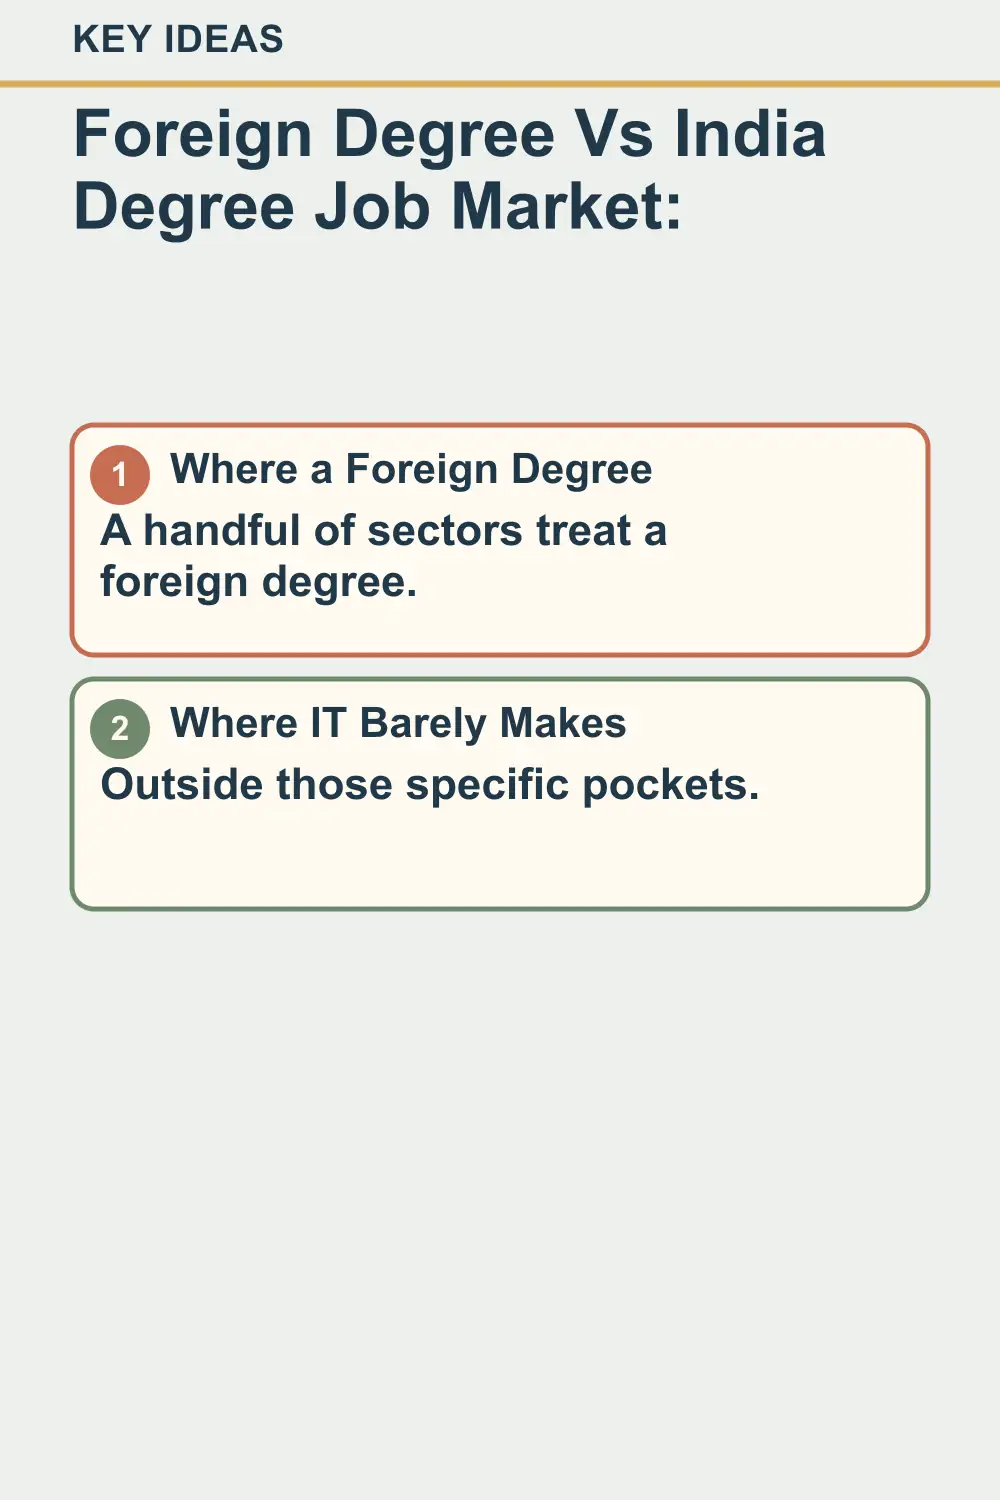 KEY IDEAS
Foreign Degree Vs India
Degree Job Market:
1 Where a Foreign Degree
A handful of sectors treat a
foreign degree.
2 Where IT Barely Makes
Outside those specific pockets.